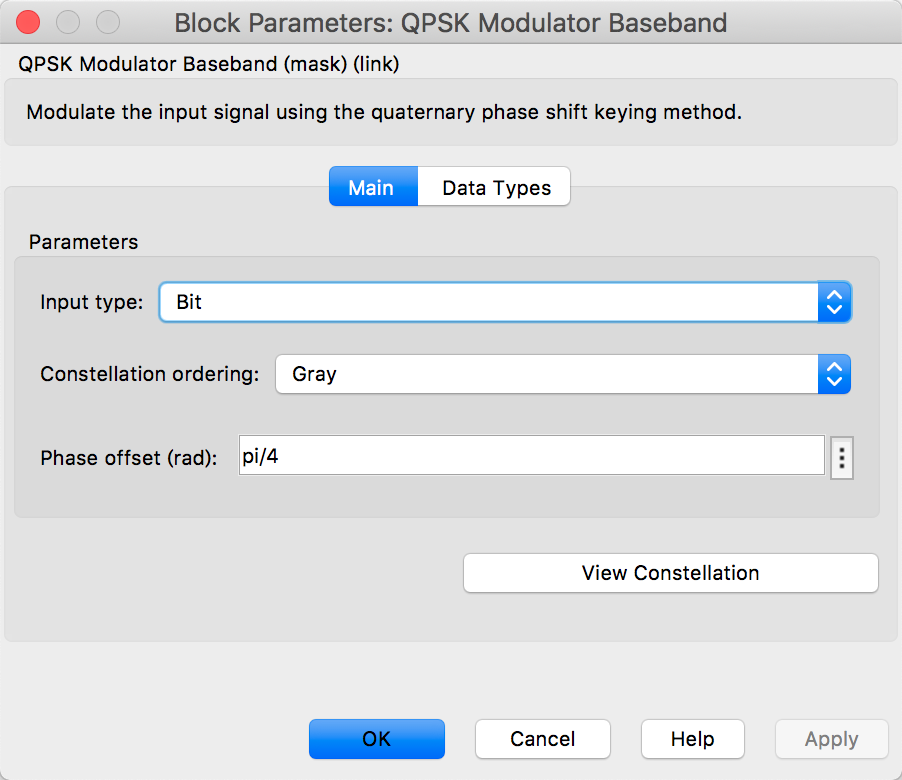 Block Parameters: QPSK Modulator Baseband
QPSK Modulator Baseband (mask) (link)
Modulate the input signal using the quaternary phase shift keying method.
Main Data Types
Parameters
Input type: Bit
Constellation ordering: Gray
Phase offset (rad): pi/4
View Constellation
OK Cancel Help Apply